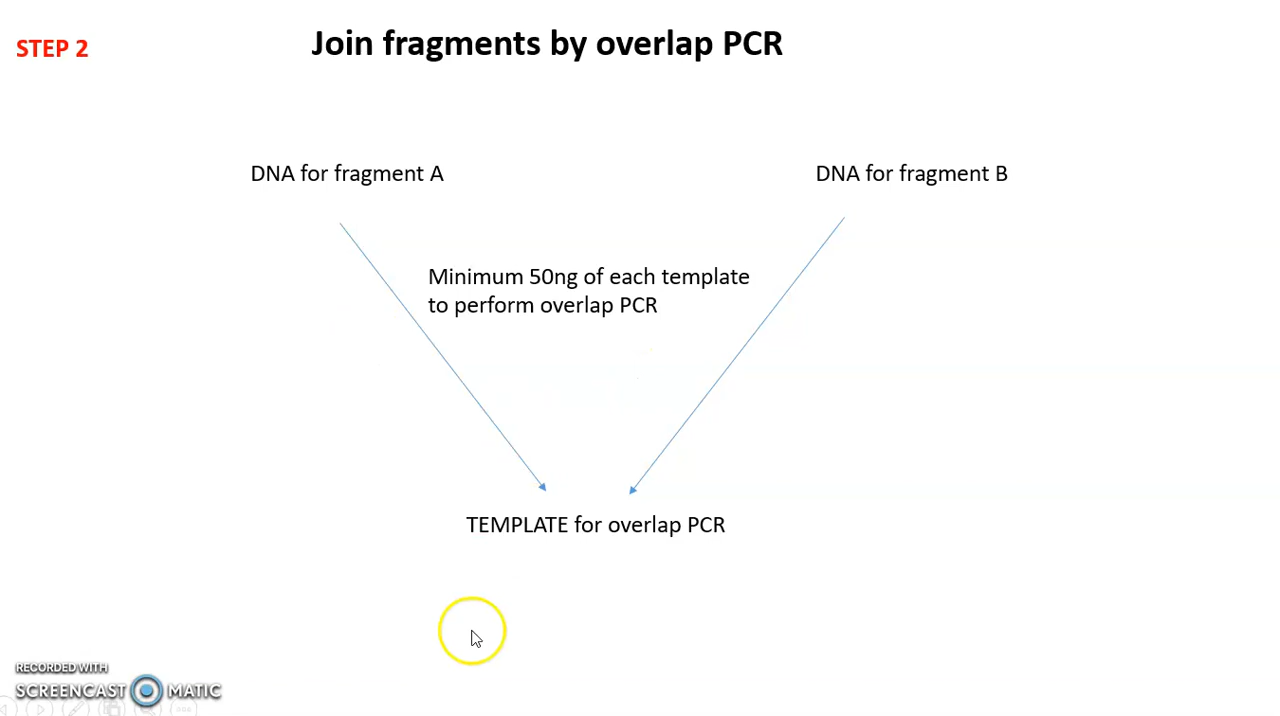 STEP 2
Join fragments by overlap PCR
DNA for fragment A
DNA for fragment B
Minimum 50ng of each template
to perform overlap PCR
TEMPLATE for overlap PCR
RECORDED WITH
SCREENCAST MATIC